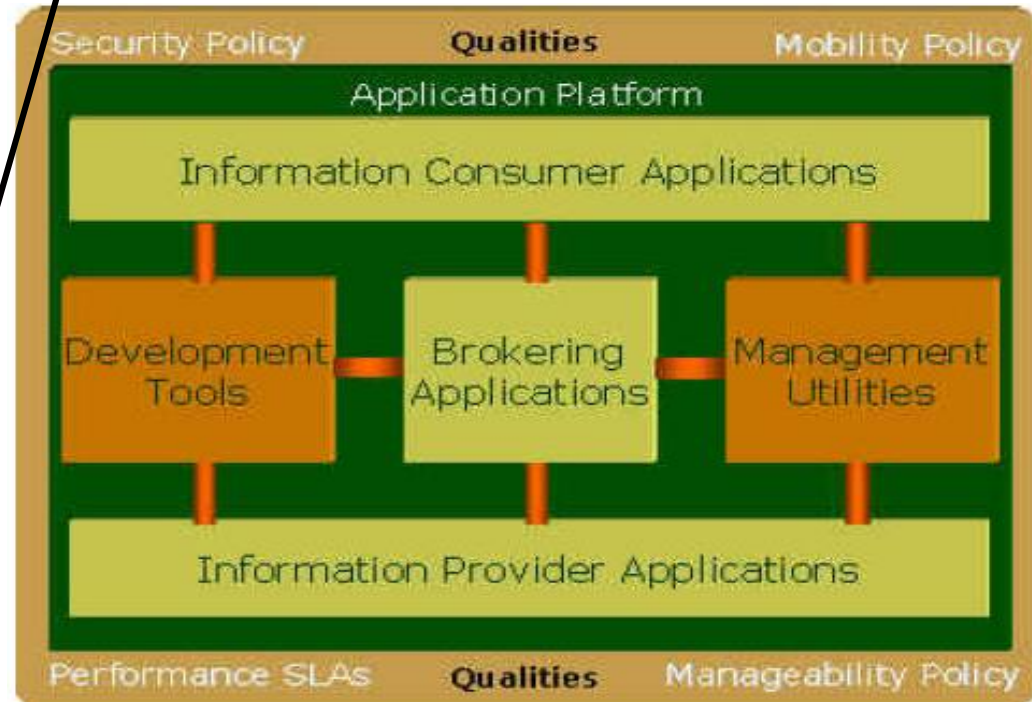 Security Policy Qualities Mobility Policy
Application Platform
Information Consumer Applications
Development
Tools
Brokering
Applications
Management
Utilities
Information Provider Applications
Performance SLAs Qualities Manageability Policy